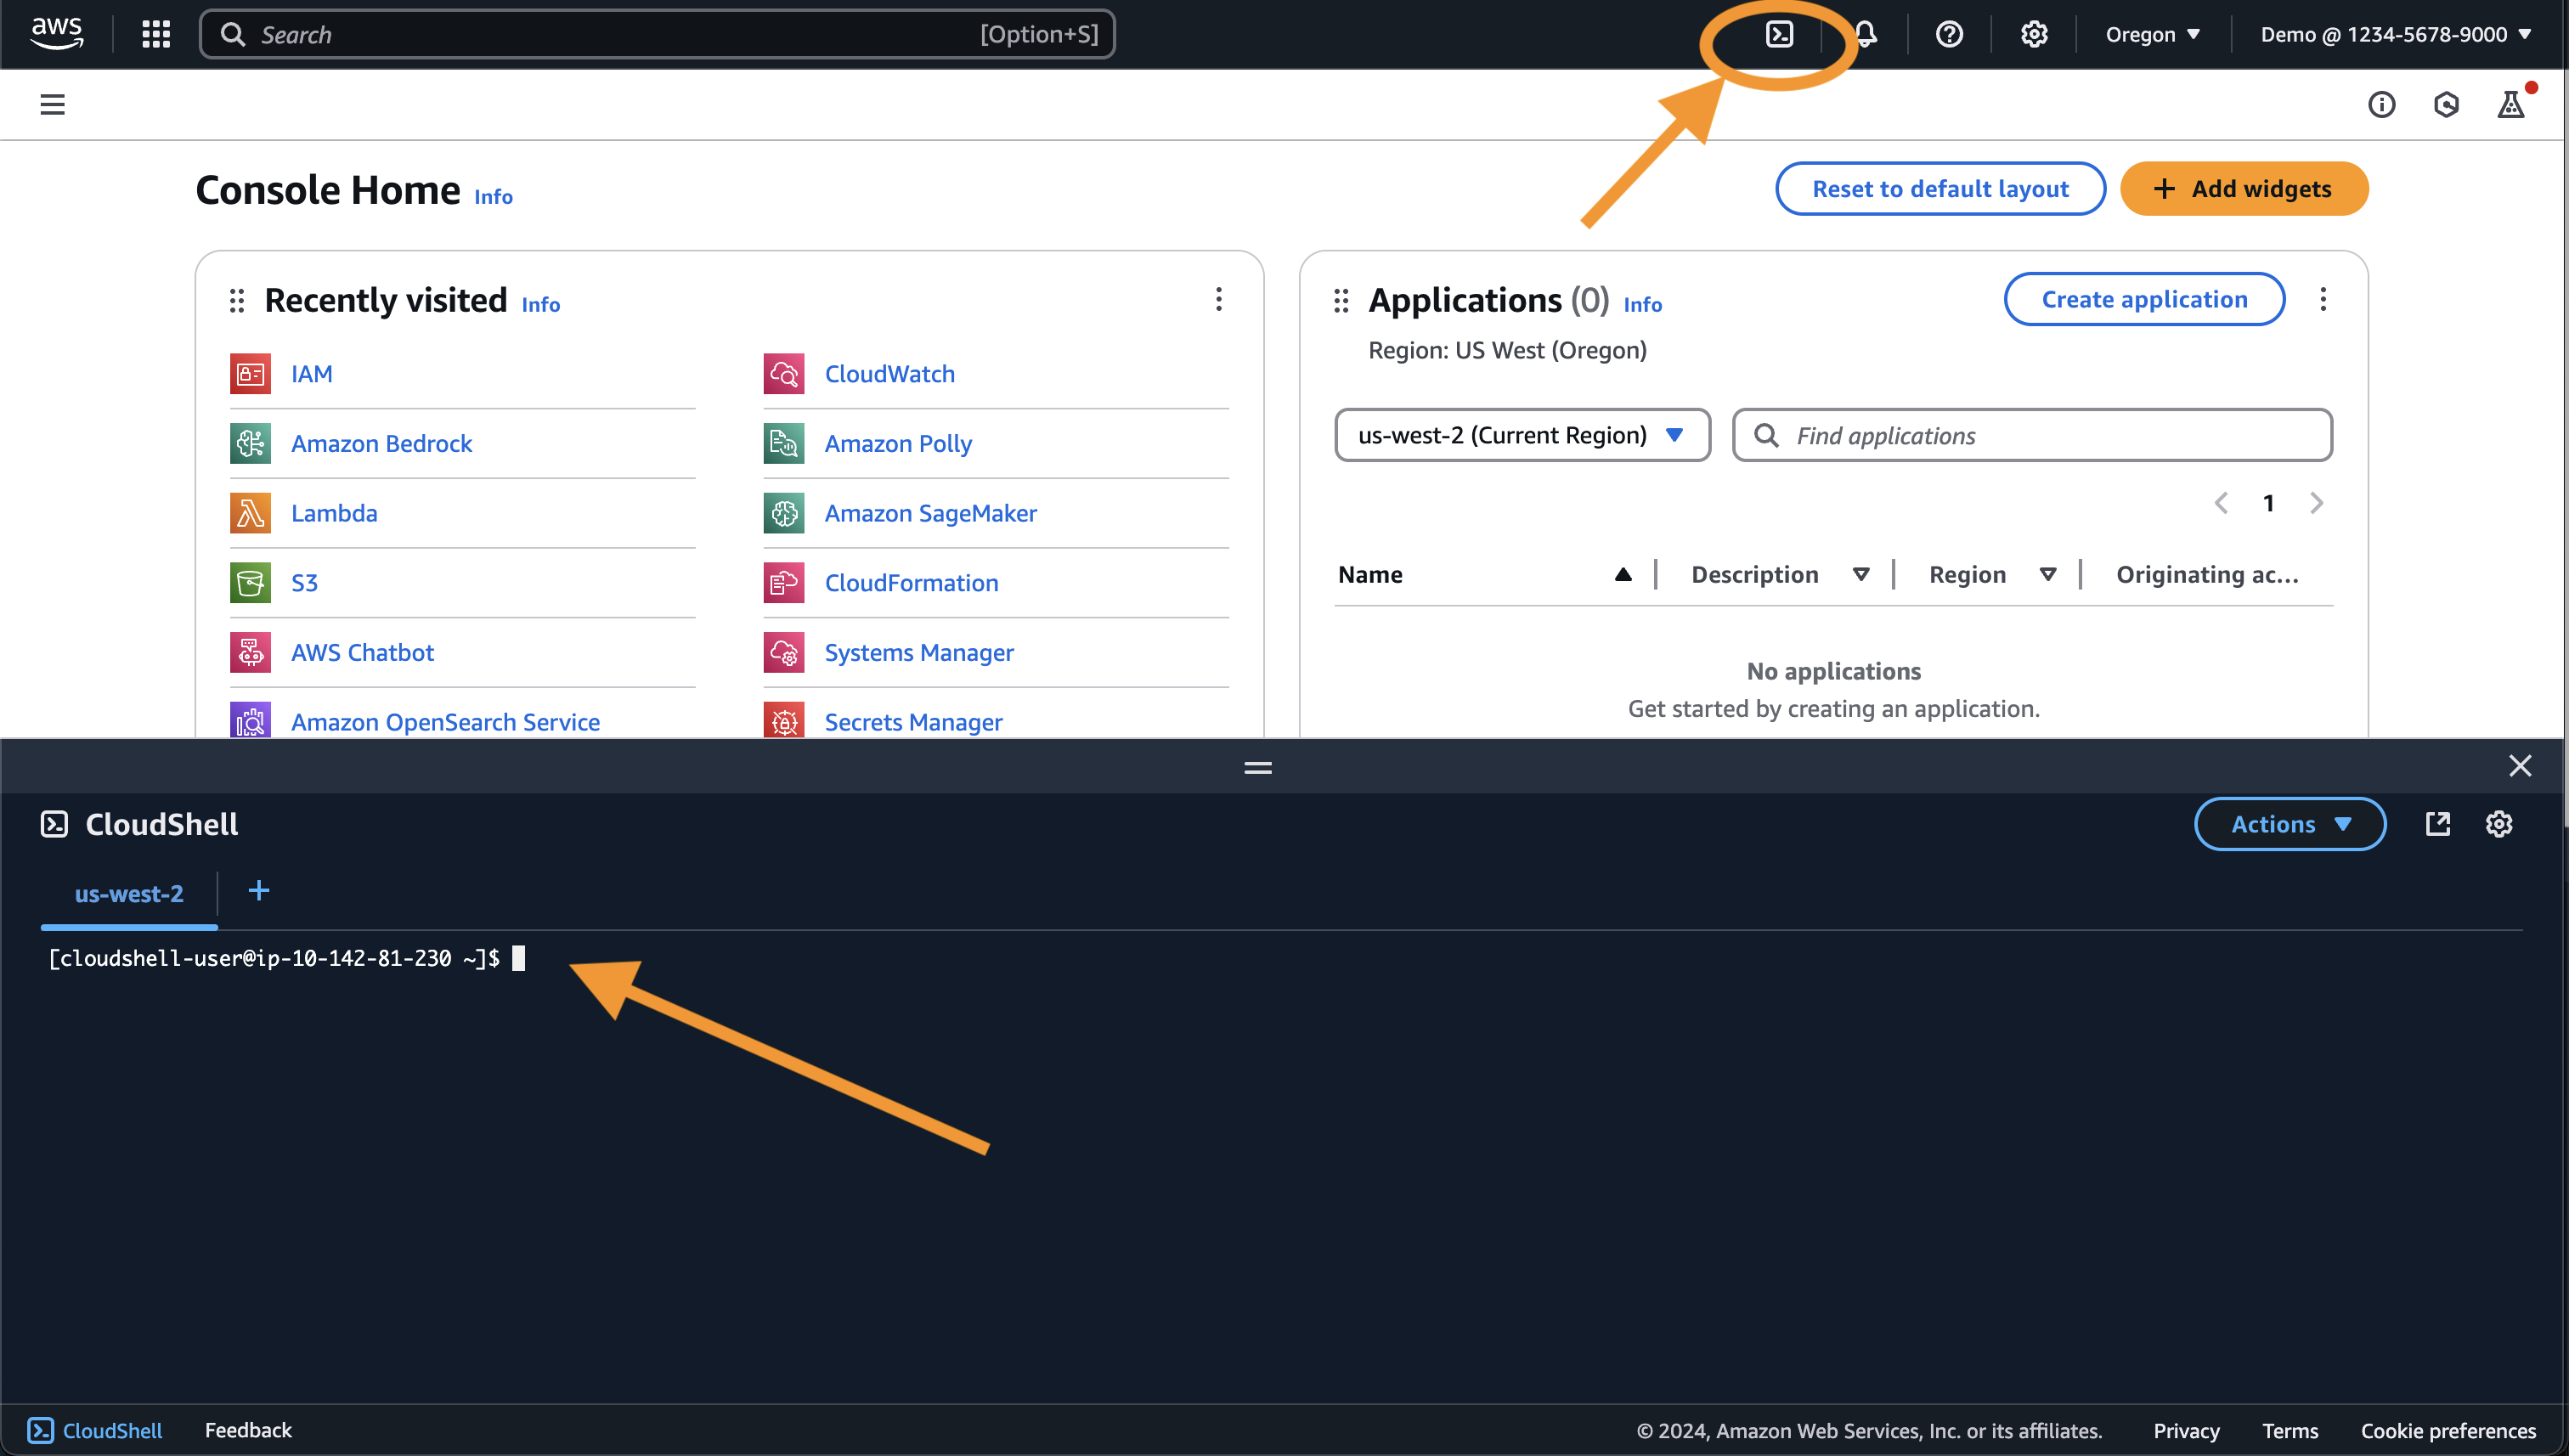 aws
Search [Option+S]
Oregon
Demo @ 1234-5678-9000
Console Home Info
Reset to default layout
Add widgets
Recently visited Info
IAM
CloudWatch
Amazon Bedrock
Amazon Polly
Lambda
Amazon SageMaker
S3
CloudFormation
AWS Chatbot
Systems Manager
Amazon OpenSearch Service
Secrets Manager
Applications (0) Info
Create application
Region: US West (Oregon)
us-west-2 (Current Region)
Find applications
1
Name Description Region Originating ac...
No applications
Get started by creating an application.
CloudShell
Actions
us-west-2 +
[cloudshell-user@ip-10-142-81-230 ~]$
CloudShell Feedback
© 2024, Amazon Web Services, Inc. or its affiliates. Privacy Terms Cookie preferences